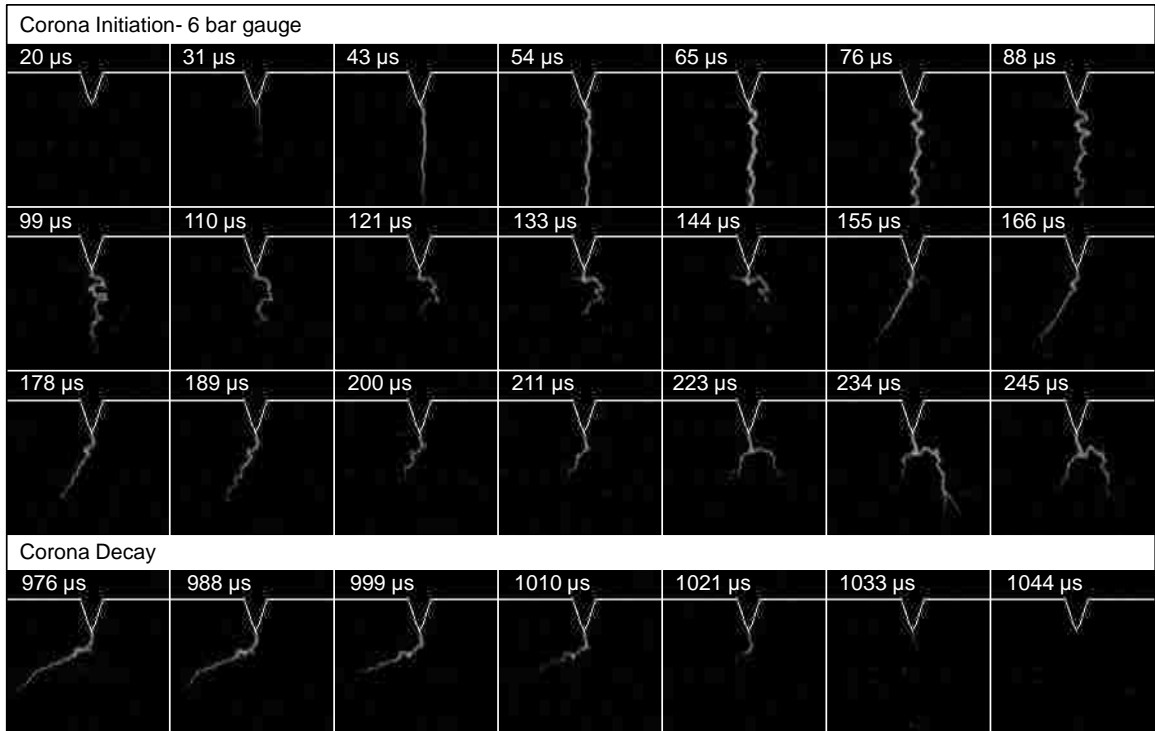 Corona Initiation- 6 bar gauge
20 µs 31 µs 43 µs 54 µs 65 µs 76 µs 88 µs
99 µs 110 µs 121 µs 133 µs 144 µs 155 µs 166 µs
178 µs 189 µs 200 µs 211 µs 223 µs 234 µs 245 µs
Corona Decay
976 µs 988 µs 999 µs 1010 µs 1021 µs 1033 µs 1044 µs